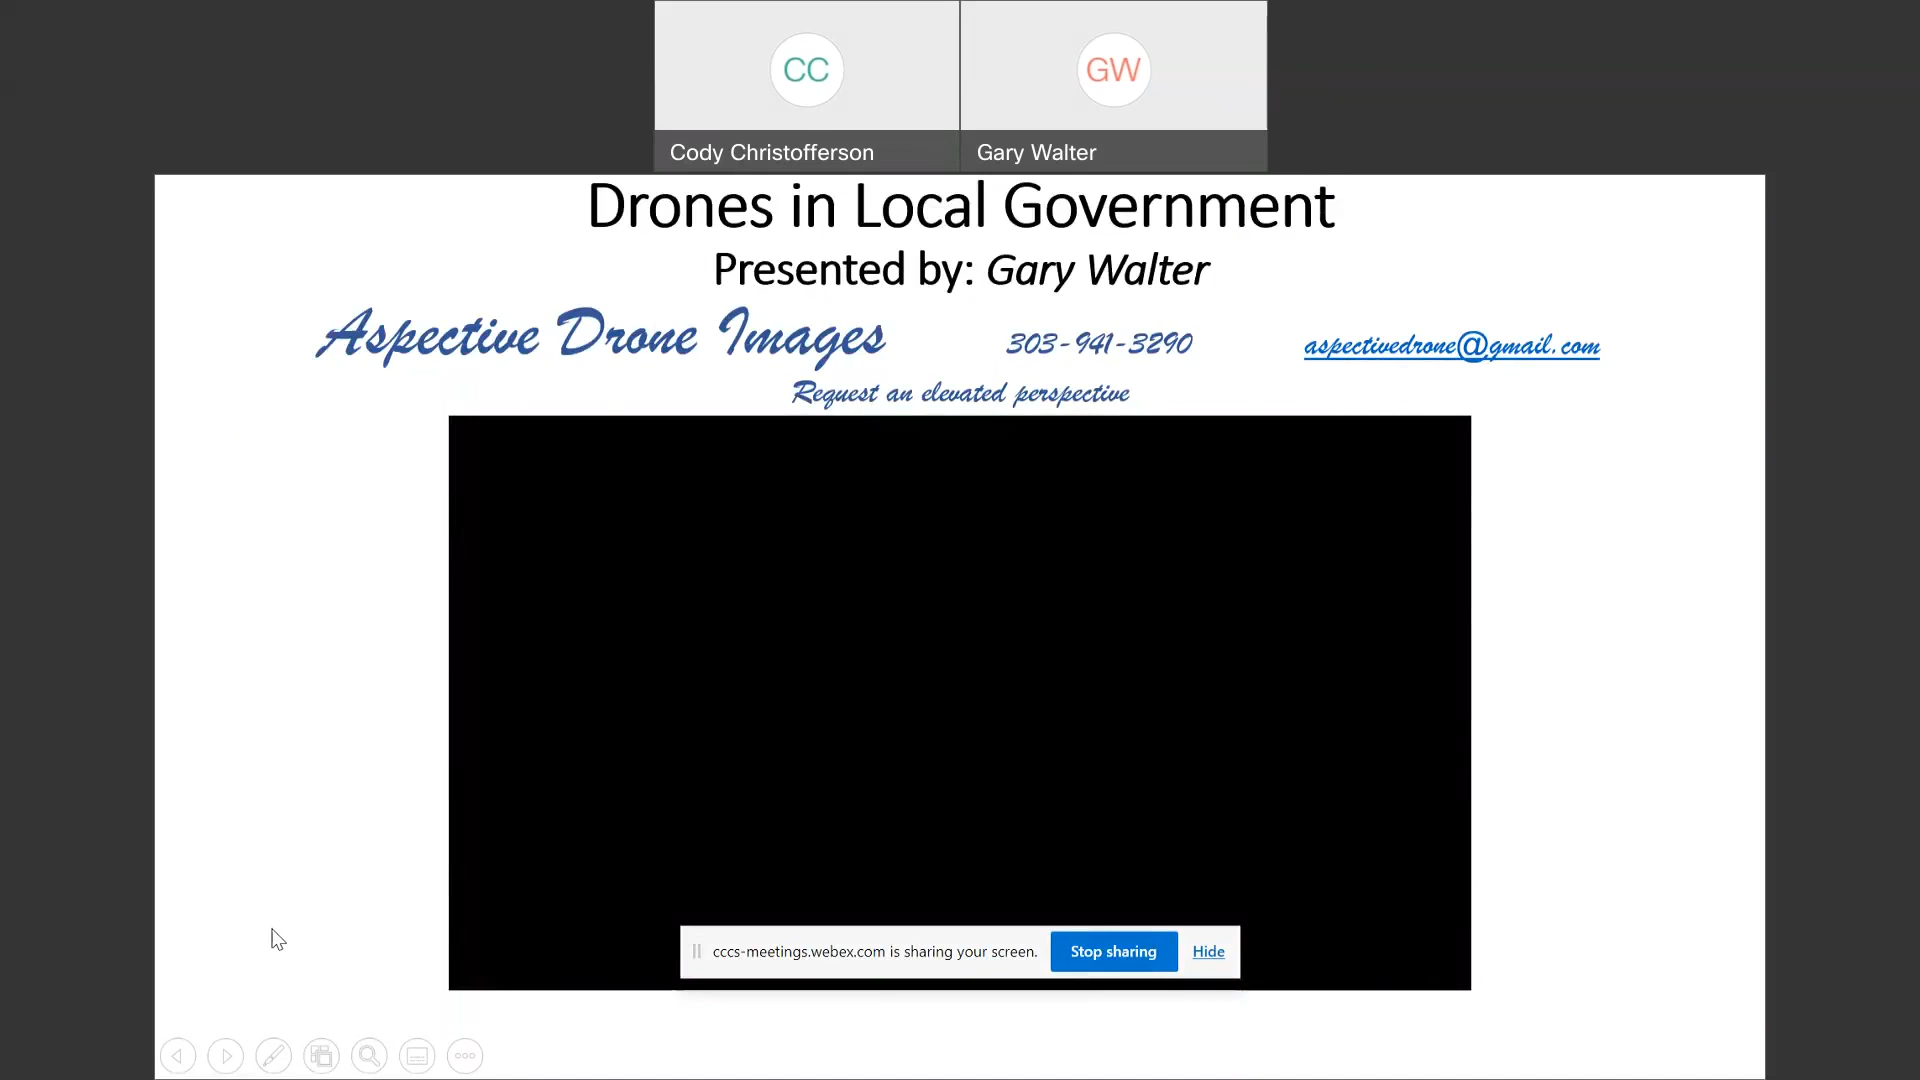 CC
GW
Cody Christofferson
Gary Walter
Drones in Local Government
Presented by: Gary Walter
Aspective Drone Images 303-941-3290 aspectivedrone@gmail.com
Request an elevated perspective
cccs-meetings.webex.com is sharing your screen. Stop sharing Hide